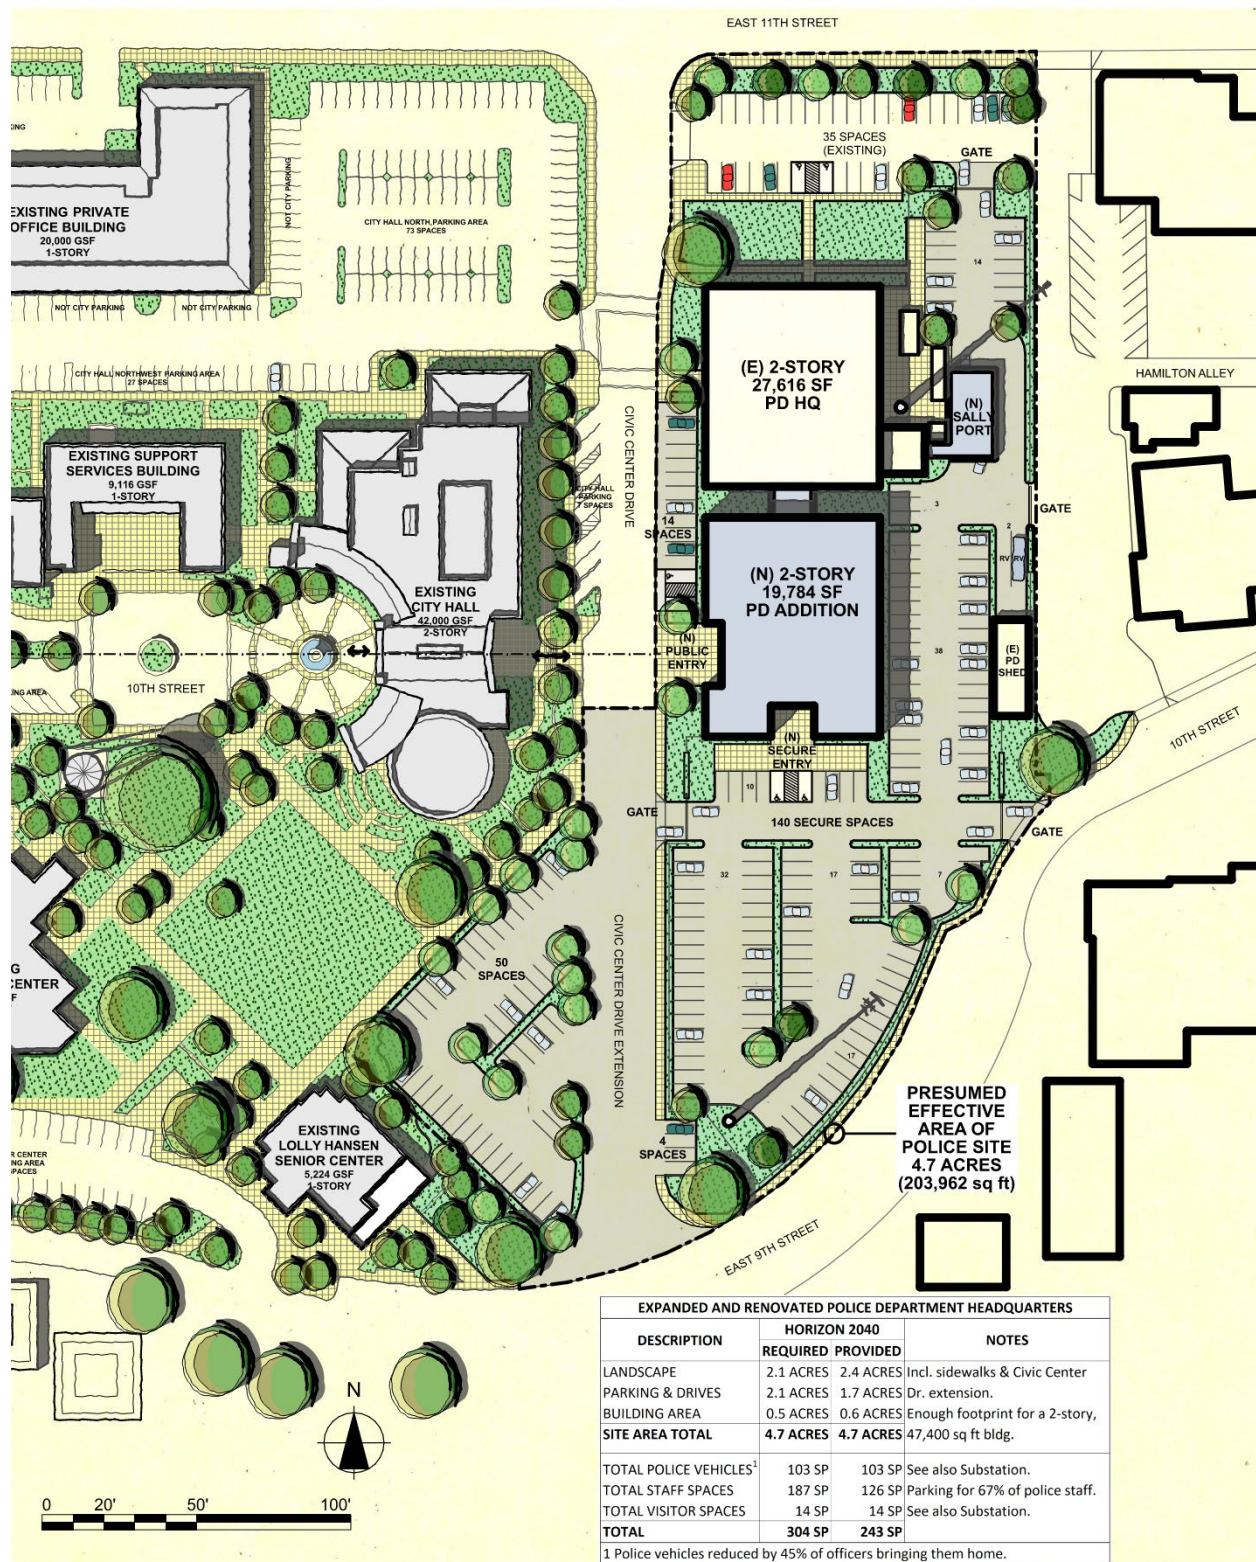 EAST 11TH STREET
35 SPACES
(EXISTING)
GATE
KING
NOT CITY PARKING
EXISTING PRIVATE
OFFICE BUILDING
20,000 GSF
1-STORY
CITY HALL NORTH PARKING AREA
73 SPACES
14
NOT CITY PARKING
NOT CITY PARKING
CITY HALL NORTHWEST PARKING AREA
27 SPACES
(E) 2-STORY
27,616 SF
PD HQ
(N)
SALLY
PORT
HAMILTON ALLEY
CIVIC CENTER DRIVE
EXISTING SUPPORT
SERVICES BUILDING
9,116 GSF
1-STORY
CITY HALL
PARKING
7 SPACES
14
SPACES
3
2
GATE
RV
RV
(N) 2-STORY
19,784 SF
PD ADDITION
EXISTING
CITY HALL
42,000 GSF
2-STORY
(N)
PUBLIC
ENTRY
38
(E)
PD
SHED
10TH STREET
NG AREA
10TH STREET
(N)
SECURE
ENTRY
10
GATE
140 SECURE SPACES
GATE
32
17
7
CIVIC CENTER DRIVE EXTENSION
50
SPACES
G
CENTER
F
17
PRESUMED
EFFECTIVE
AREA OF
POLICE SITE
4.7 ACRES
(203,962 sq ft)
EXISTING
LOLLY HANSEN
SENIOR CENTER
5,224 GSF
1-STORY
4
SPACES
R CENTER
NG AREA
SPACES
EAST 9TH STREET
N
0 20' 50' 100'
EXPANDED AND RENOVATED POLICE DEPARTMENT HEADQUARTERS
DESCRIPTION HORIZON 2040 NOTES
REQUIRED PROVIDED
LANDSCAPE 2.1 ACRES 2.4 ACRES Incl. sidewalks & Civic Center
PARKING & DRIVES 2.1 ACRES 1.7 ACRES Dr. extension.
BUILDING AREA 0.5 ACRES 0.6 ACRES Enough footprint for a 2-story,
SITE AREA TOTAL 4.7 ACRES 4.7 ACRES 47,400 sq ft bldg.
TOTAL POLICE VEHICLES1 103 SP 103 SP See also Substation.
TOTAL STAFF SPACES 187 SP 126 SP Parking for 67% of police staff.
TOTAL VISITOR SPACES 14 SP 14 SP See also Substation.
TOTAL 304 SP 243 SP
1 Police vehicles reduced by 45% of officers bringing them home.